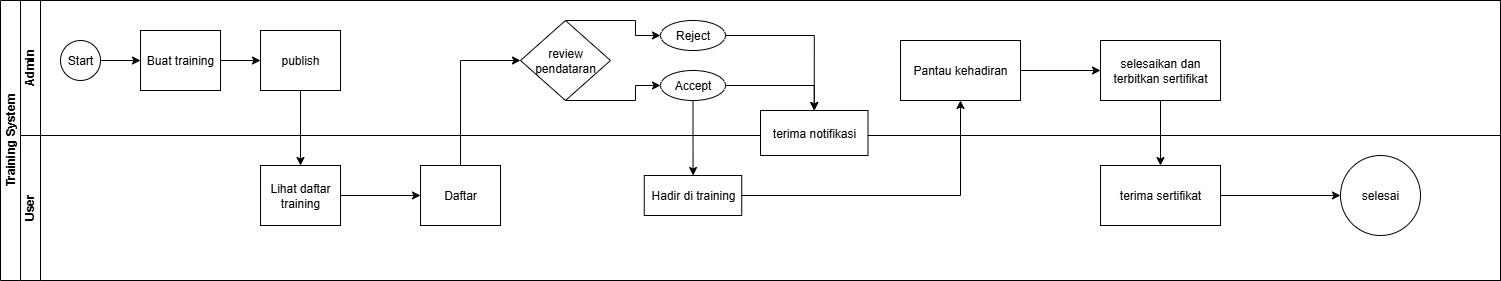 Training System
Admin
User
Start
Buat training
publish
review
pendataran
Reject
Accept
terima notifikasi
Pantau kehadiran
selesaikan dan
terbitkan sertifikat
Lihat daftar
training
Daftar
Hadir di training
terima sertifikat
selesai